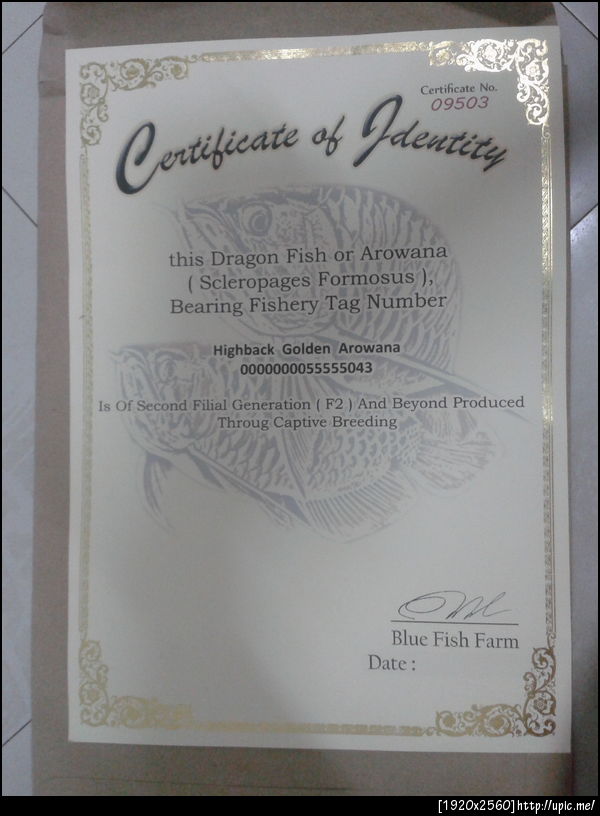 Certificate No.
09503
Certificate of Identity
this Dragon Fish or Arowana
( Scleropages Formosus ),
Bearing Fishery Tag Number
Highback Golden Arowana
0000000055555043
Is Of Second Filial Generation ( F2 ) And Beyond Produced
Throug Captive Breeding
Blue Fish Farm
Date :
[1920x2560]http://upic.me/